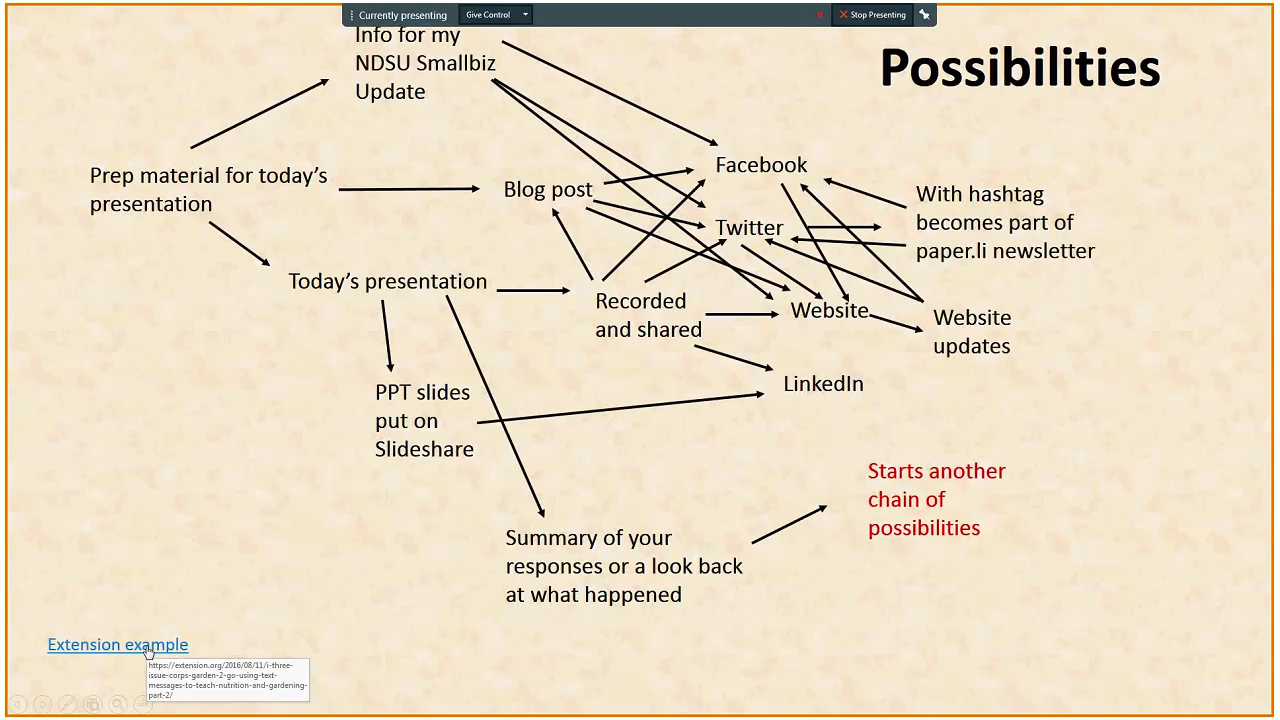 Currently presenting
Give Control
Stop Presenting
Possibilities
Info for my
NDSU Smallbiz
Update
Prep material for today's
presentation
Blog post
Facebook
Twitter
With hashtag
becomes part of
paper.li newsletter
Today's presentation
Recorded
and shared
Website
Website
updates
LinkedIn
PPT slides
put on
Slideshare
Starts another
chain of
possibilities
Summary of your
responses or a look back
at what happened
Extension example
https://extension.org/2016/08/11/i-three-
issue-corps-garden-2-go-using-text-
messages-to-teach-nutrition-and-gardening-
part-2/